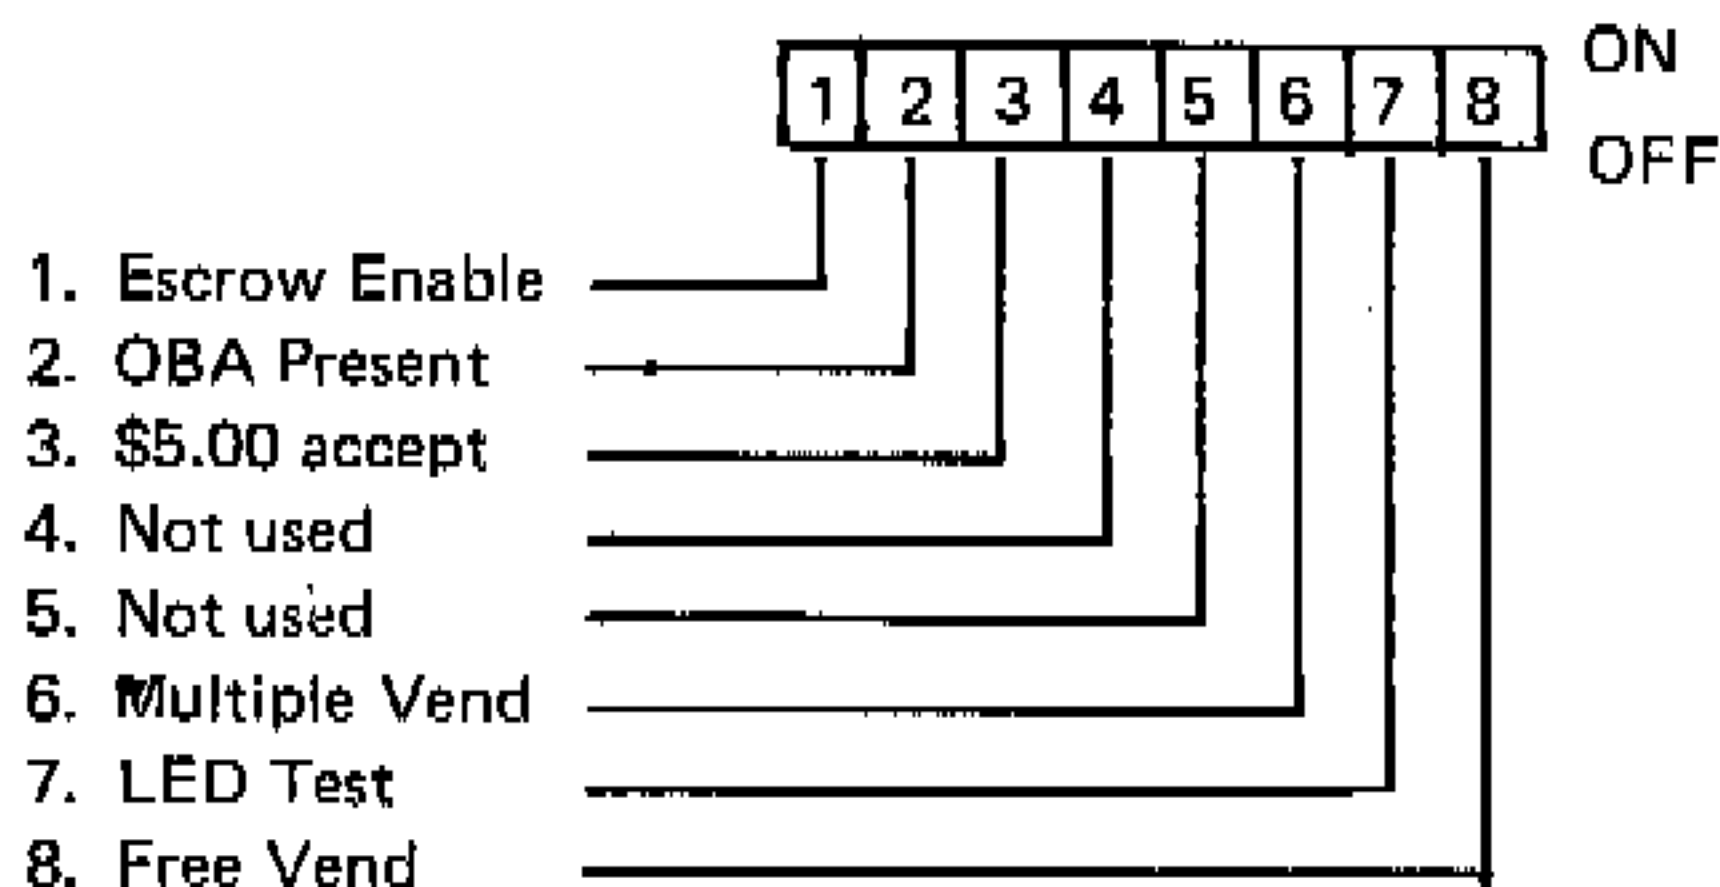 ON
1 2 3 4 5 6 7 8
OFF
1. Escrow Enable
2. OBA Present
3. $5.00 accept
4. Not used
5. Not used
6. Multiple Vend
7. LED Test
8. Free Vend